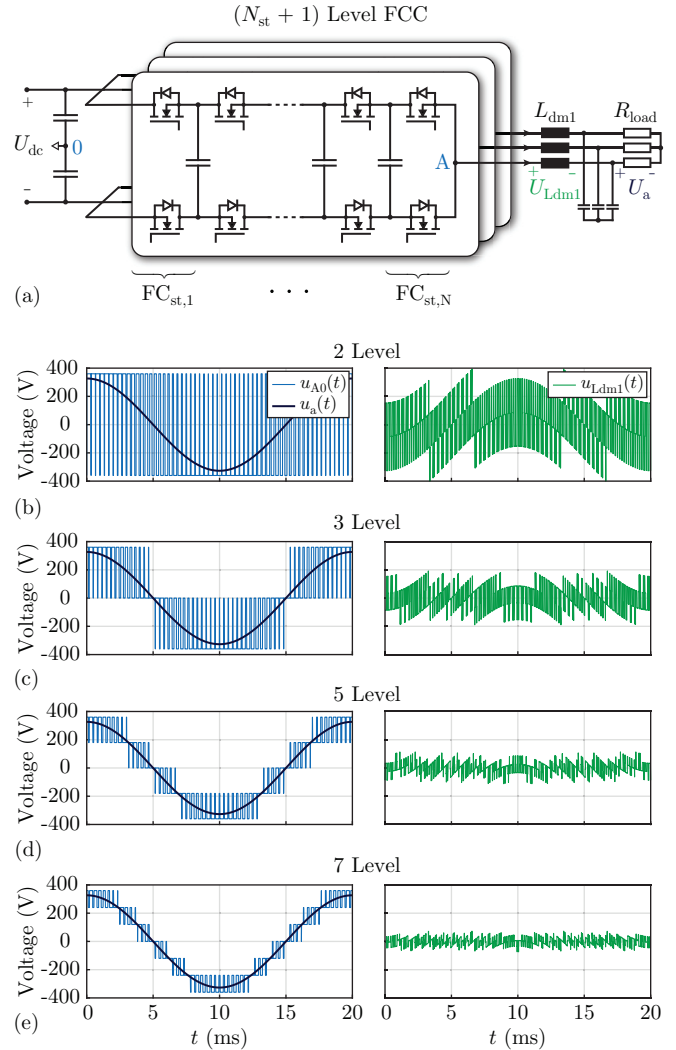 (N_st + 1) Level FCC
+
U_dc
0
-
A
L_dm1
R_load
+ -
U_Ldm1
+ -
U_a
(a)
FC_st,1
· · ·
FC_st,N
2 Level
Voltage (V)
400
200
0
-200
-400
u_A0(t)
u_a(t)
u_Ldm1(t)
(b)
3 Level
Voltage (V)
400
200
0
-200
-400
(c)
5 Level
Voltage (V)
400
200
0
-200
-400
(d)
7 Level
Voltage (V)
400
200
0
-200
-400
(e)
0 5 10 15 20
0 5 10 15 20
t (ms)
t (ms)